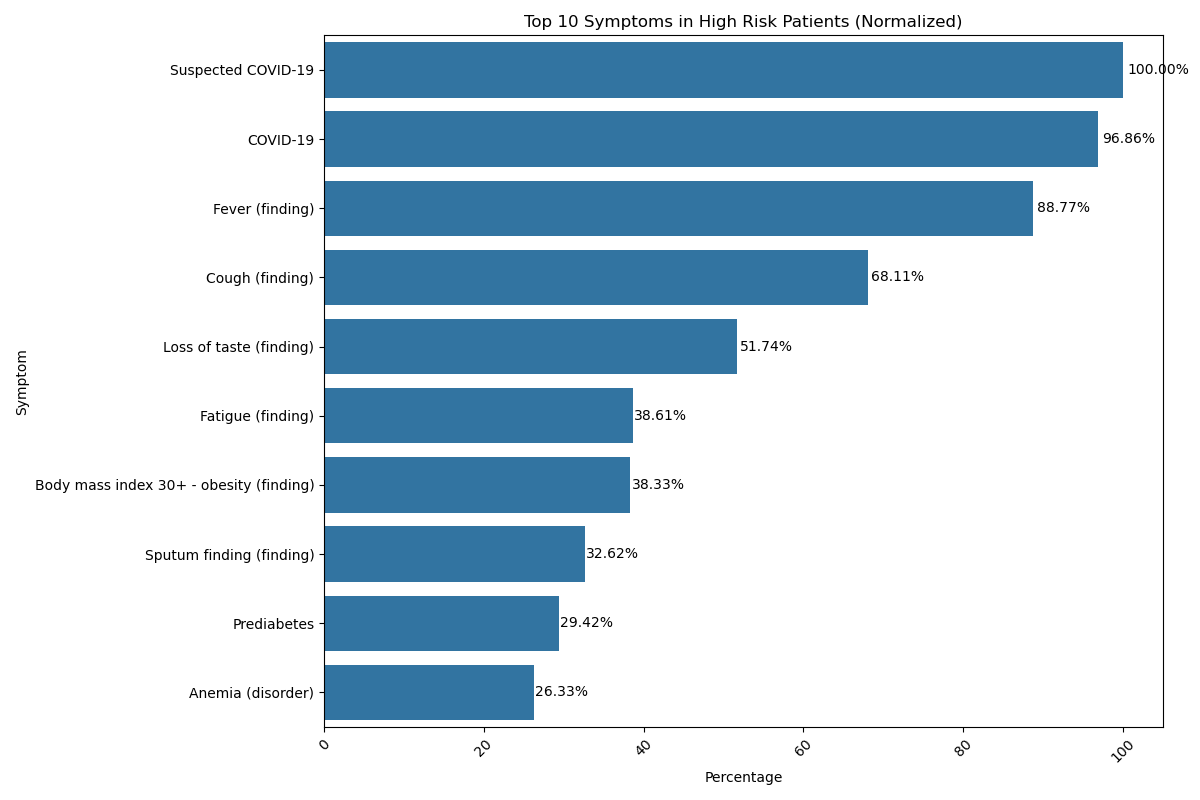 Top 10 Symptoms in High Risk Patients (Normalized)
Suspected COVID-19
100.00%
COVID-19
96.86%
Fever (finding)
88.77%
Cough (finding)
68.11%
Loss of taste (finding)
51.74%
Symptom
Fatigue (finding)
38.61%
Body mass index 30+ - obesity (finding)
38.33%
Sputum finding (finding)
32.62%
Prediabetes
29.42%
Anemia (disorder)
26.33%
0
20
40
60
80
100
Percentage